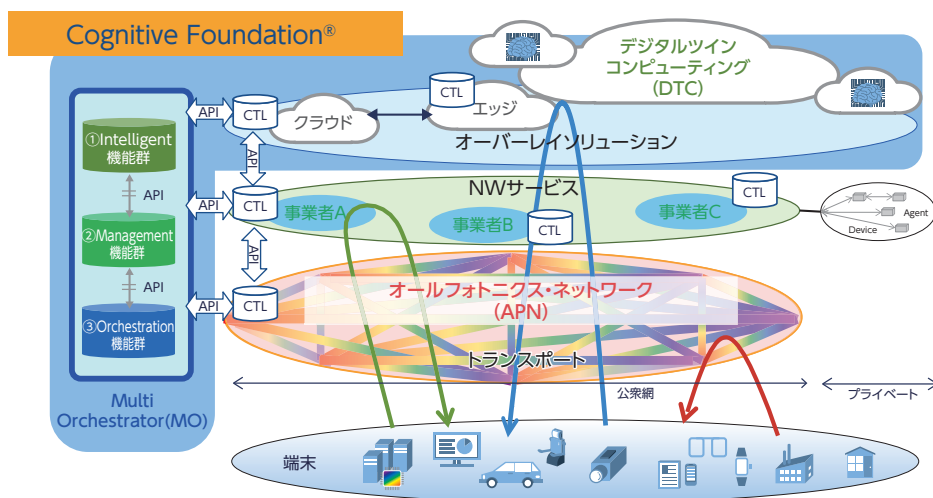 Cognitive Foundation®
デジタルツイン
コンピューティング
(DTC)
CTL
エッジ
クラウド
API
CTL
オーバーレイソリューション
①Intelligent
機能群
API
API
NWサービス
CTL
API
CTL
事業者A
事業者B
CTL
事業者C
Agent
Device
②Management
機能群
API
API
オールフォトニクス・ネットワーク
(APN)
API
CTL
③Orchestration
機能群
トランスポート
公衆網
プライベート
Multi
Orchestrator(MO)
端末